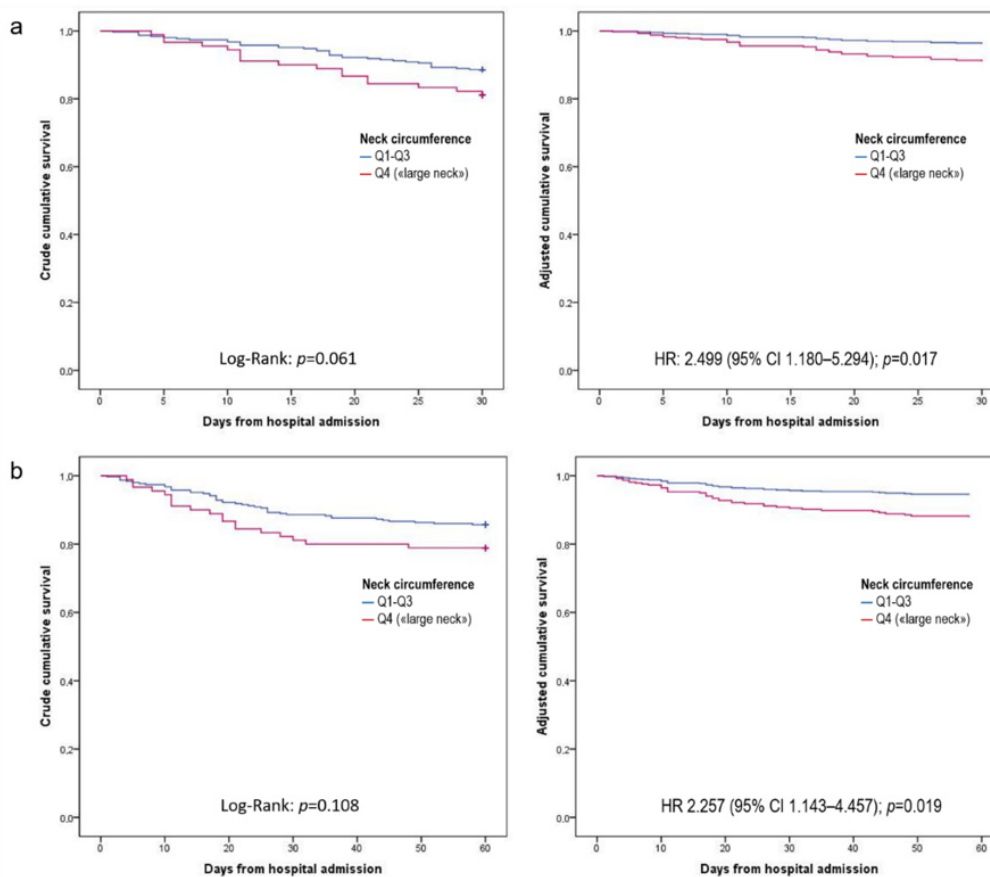 a
Crude cumulative survival
1,0
0,8
0,6
0,4
0,2
0,0
Neck circumference
Q1-Q3
Q4 («large neck»)
Log-Rank: p=0.061
0 5 10 15 20 25 30
Days from hospital admission
Adjusted cumulative survival
1,0
0,8
0,6
0,4
0,2
0,0
Neck circumference
Q1-Q3
Q4 («large neck»)
HR: 2.499 (95% CI 1.180–5.294); p=0.017
0 5 10 15 20 25 30
Days from hospital admission
b
Crude cumulative survival
1,0
0,8
0,6
0,4
0,2
0,0
Neck circumference
Q1-Q3
Q4 («large neck»)
Log-Rank: p=0.108
0 10 20 30 40 50 60
Days from hospital admission
Adjusted cumulative survival
1,0
0,8
0,6
0,4
0,2
0,0
Neck circumference
Q1-Q3
Q4 («large neck»)
HR 2.257 (95% CI 1.143–4.457); p=0.019
0 10 20 30 40 50 60
Days from hospital admission